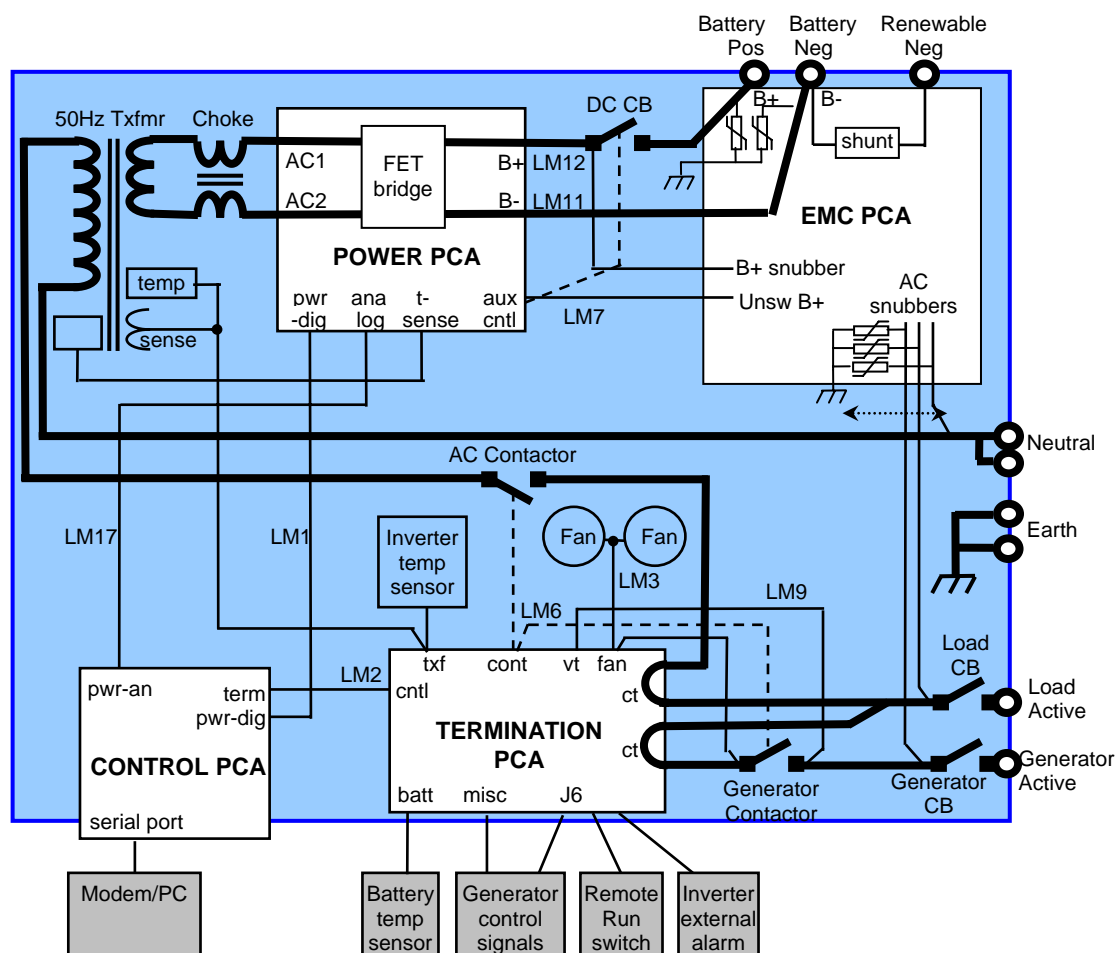 Battery
Pos
Battery
Neg
Renewable
Neg
50Hz Txfmr
Choke
DC CB
B+
B-
shunt
AC1
AC2
FET
bridge
B+
B-
LM12
LM11
EMC PCA
POWER PCA
temp
sense
pwr
-dig
ana
log
t-
sense
aux
cntl
LM7
B+ snubber
Unsw B+
AC
snubbers
Neutral
AC Contactor
Earth
LM17
LM1
Inverter
temp
sensor
Fan
Fan
LM3
LM9
LM6
Load
CB
Load
Active
txf
cont
vt
fan
ct
LM2
cntl
pwr-an
term
pwr-dig
TERMINATION
PCA
ct
CONTROL PCA
Generator
Contactor
Generator
CB
Generator
Active
batt
misc
J6
serial port
Modem/PC
Battery
temp
sensor
Generator
control
signals
Remote
Run
switch
Inverter
external
alarm